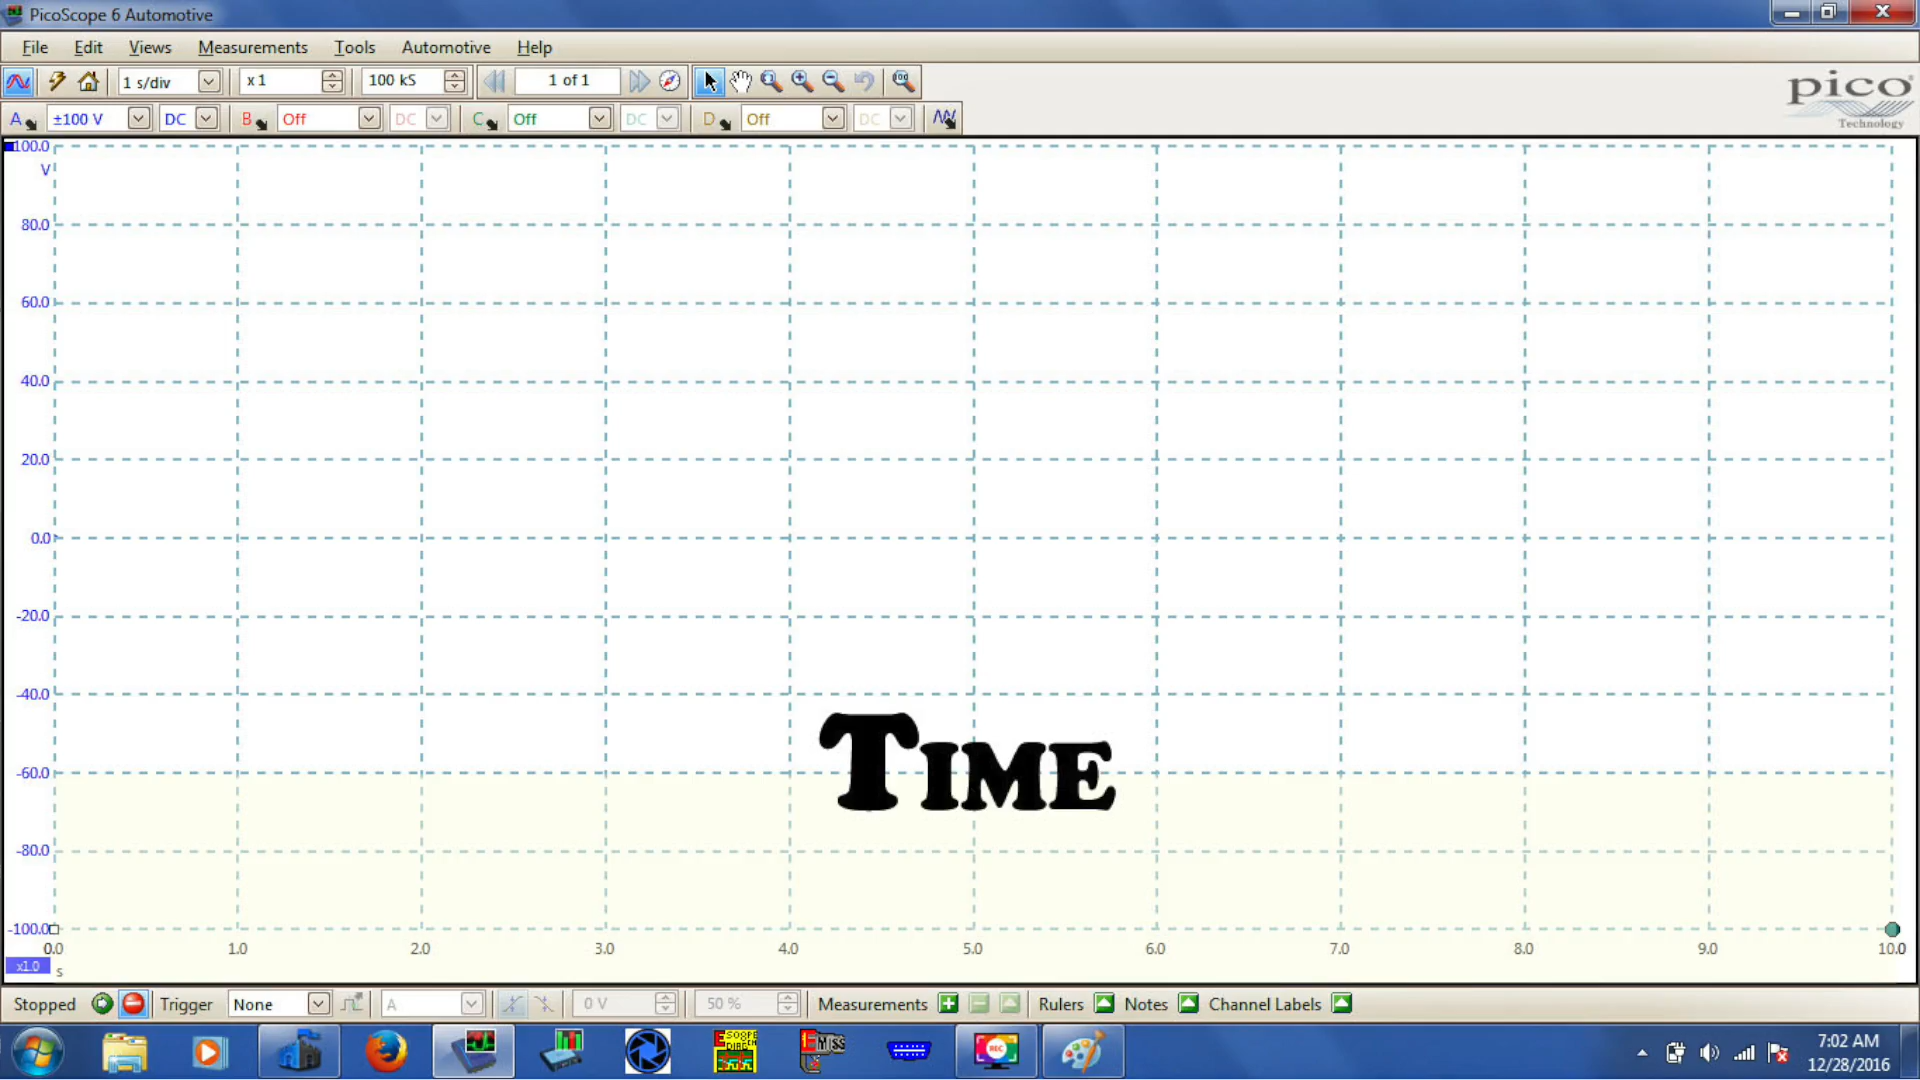 PicoScope 6 Automotive
File Edit Views Measurements Tools Automotive Help
1 s/div x 1 100 kS 1 of 1
pico
Technology
A ±100 V DC B Off DC C Off DC D Off DC
100.0
V
80.0
60.0
40.0
20.0
0.0
-20.0
-40.0
TIME
-60.0
-80.0
-100.0
0.0 1.0 2.0 3.0 4.0 5.0 6.0 7.0 8.0 9.0 10.0
x1.0 s
Stopped Trigger None A 0 V 50 % Measurements Rulers Notes Channel Labels
ESCOPE
REC
7:02 AM
12/28/2016